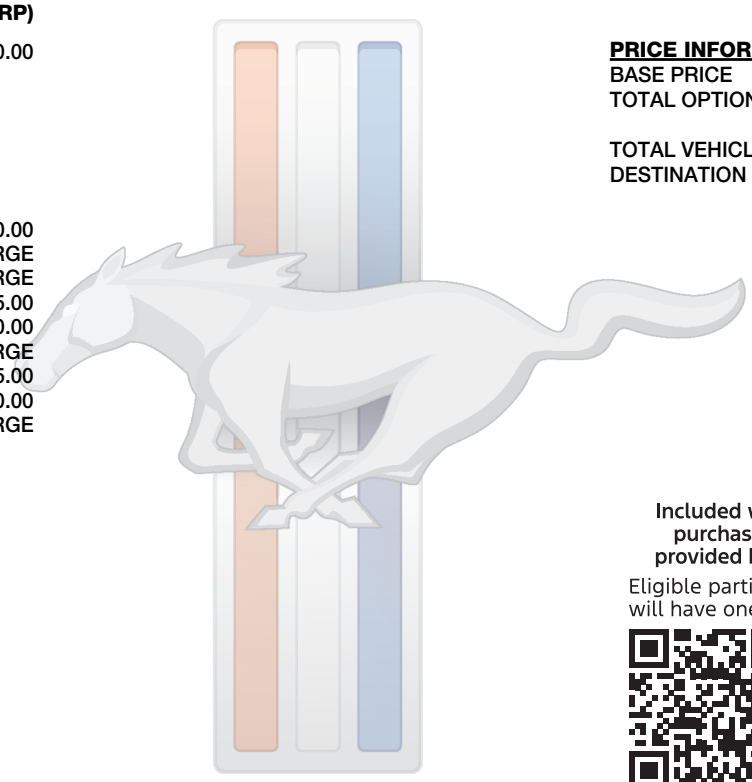 RP)
0.00
0.00
RGE
RGE
5.00
0.00
RGE
5.00
0.00
RGE
PRICE INFOR
BASE PRICE
TOTAL OPTION
TOTAL VEHICL
DESTINATION
Included w
purchas
provided b
Eligible parti
will have one